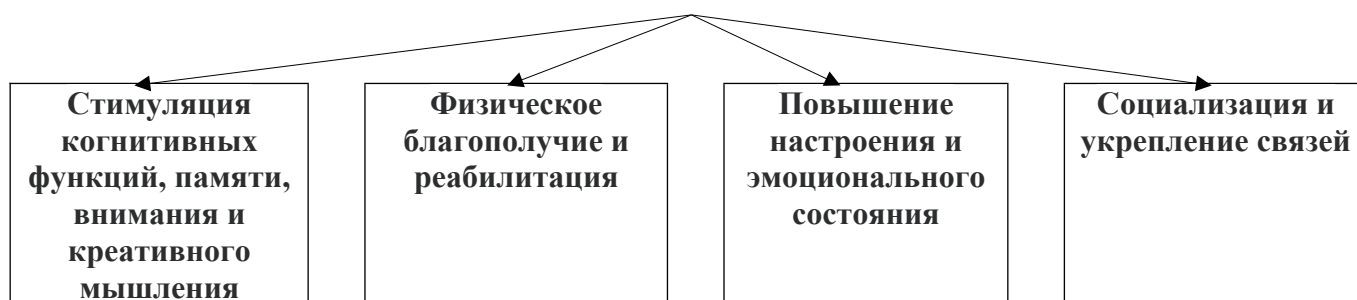 Стимуляция
когнитивных
функций, памяти,
внимания и
креативного
мышления
Физическое
благополучие и
реабилитация
Повышение
настроения и
эмоционального
состояния
Социализация и
укрепление связей